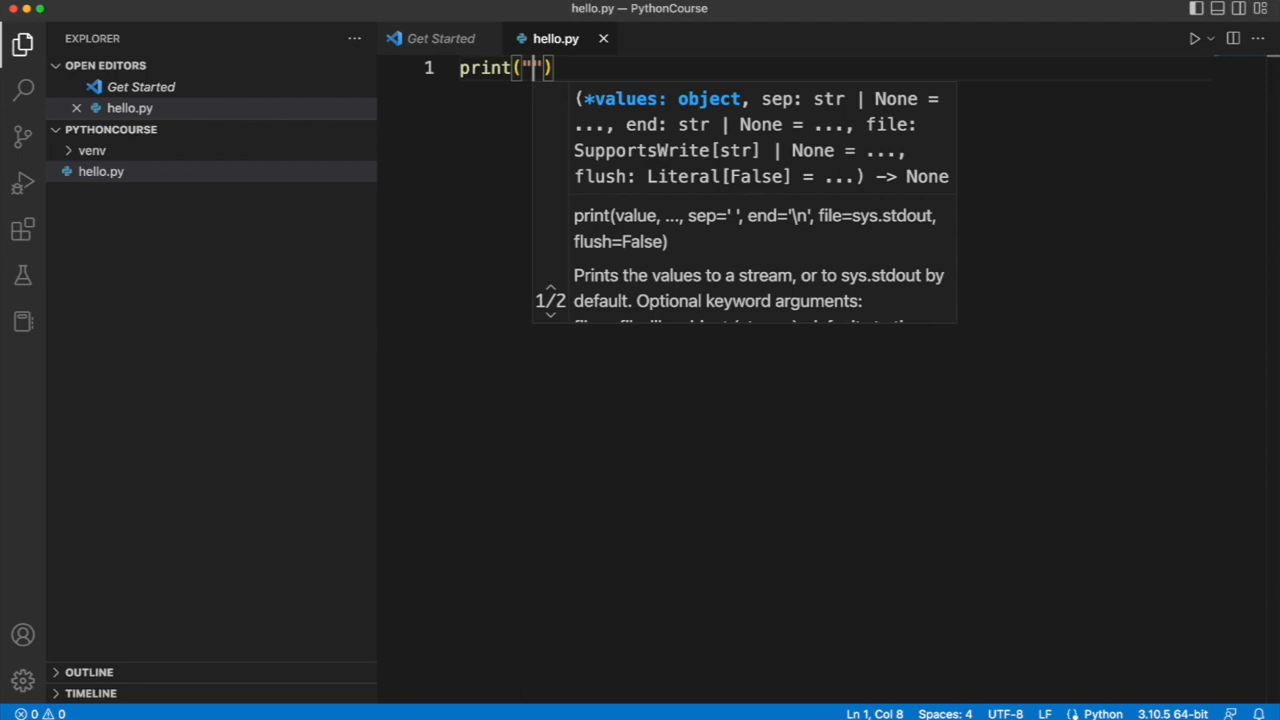 hello.py — PythonCourse
EXPLORER
Get Started
hello.py
OPEN EDITORS
Get Started
hello.py
PYTHONCOURSE
venv
hello.py
1 print("")
(*values: object, sep: str | None =
..., end: str | None = ..., file:
SupportsWrite[str] | None = ...,
flush: Literal[False] = ...) -> None
print(value, ..., sep=' ', end='\n', file=sys.stdout,
flush=False)
Prints the values to a stream, or to sys.stdout by
1/2 default. Optional keyword arguments:
OUTLINE
TIMELINE
0 0 Ln 1, Col 8 Spaces: 4 UTF-8 LF Python 3.10.5 64-bit